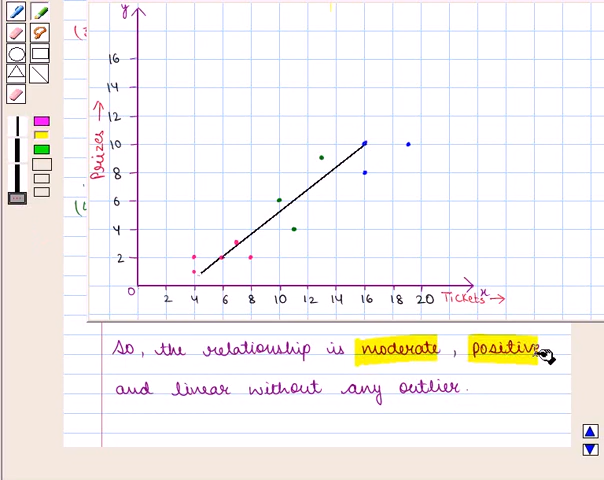 y
16
14
12
10
8
6
4
2
Prizes →
0 2 4 6 8 10 12 14 16 18 20
Tickets → x
So, the relationship is moderate, positive
and linear without any outlier.